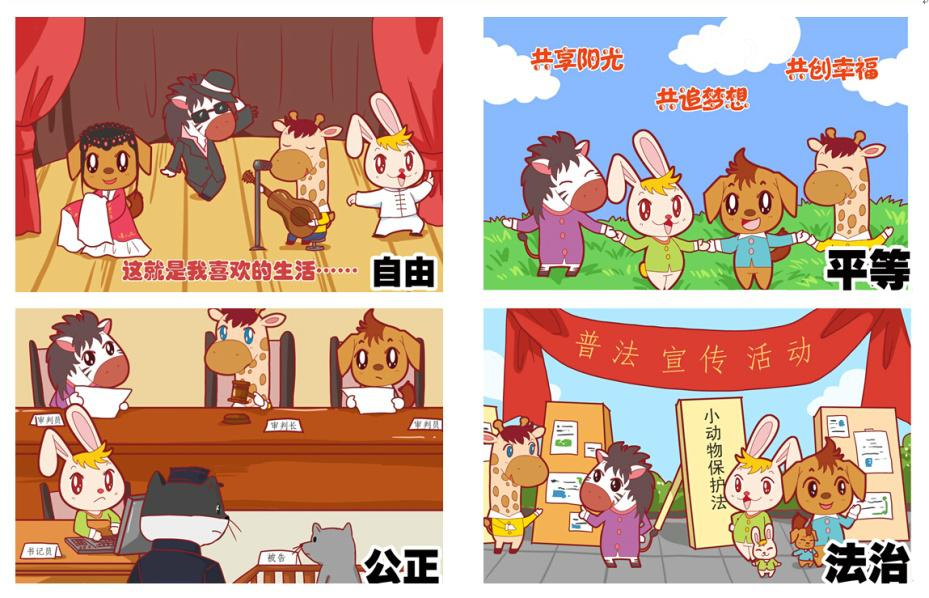 这就是我喜欢的生活……
自由
共享阳光
共创幸福
共追梦想
平等
审判员
审判长
审判员
书记员
被告
公正
普法宣传活动
小动物保护法
法治